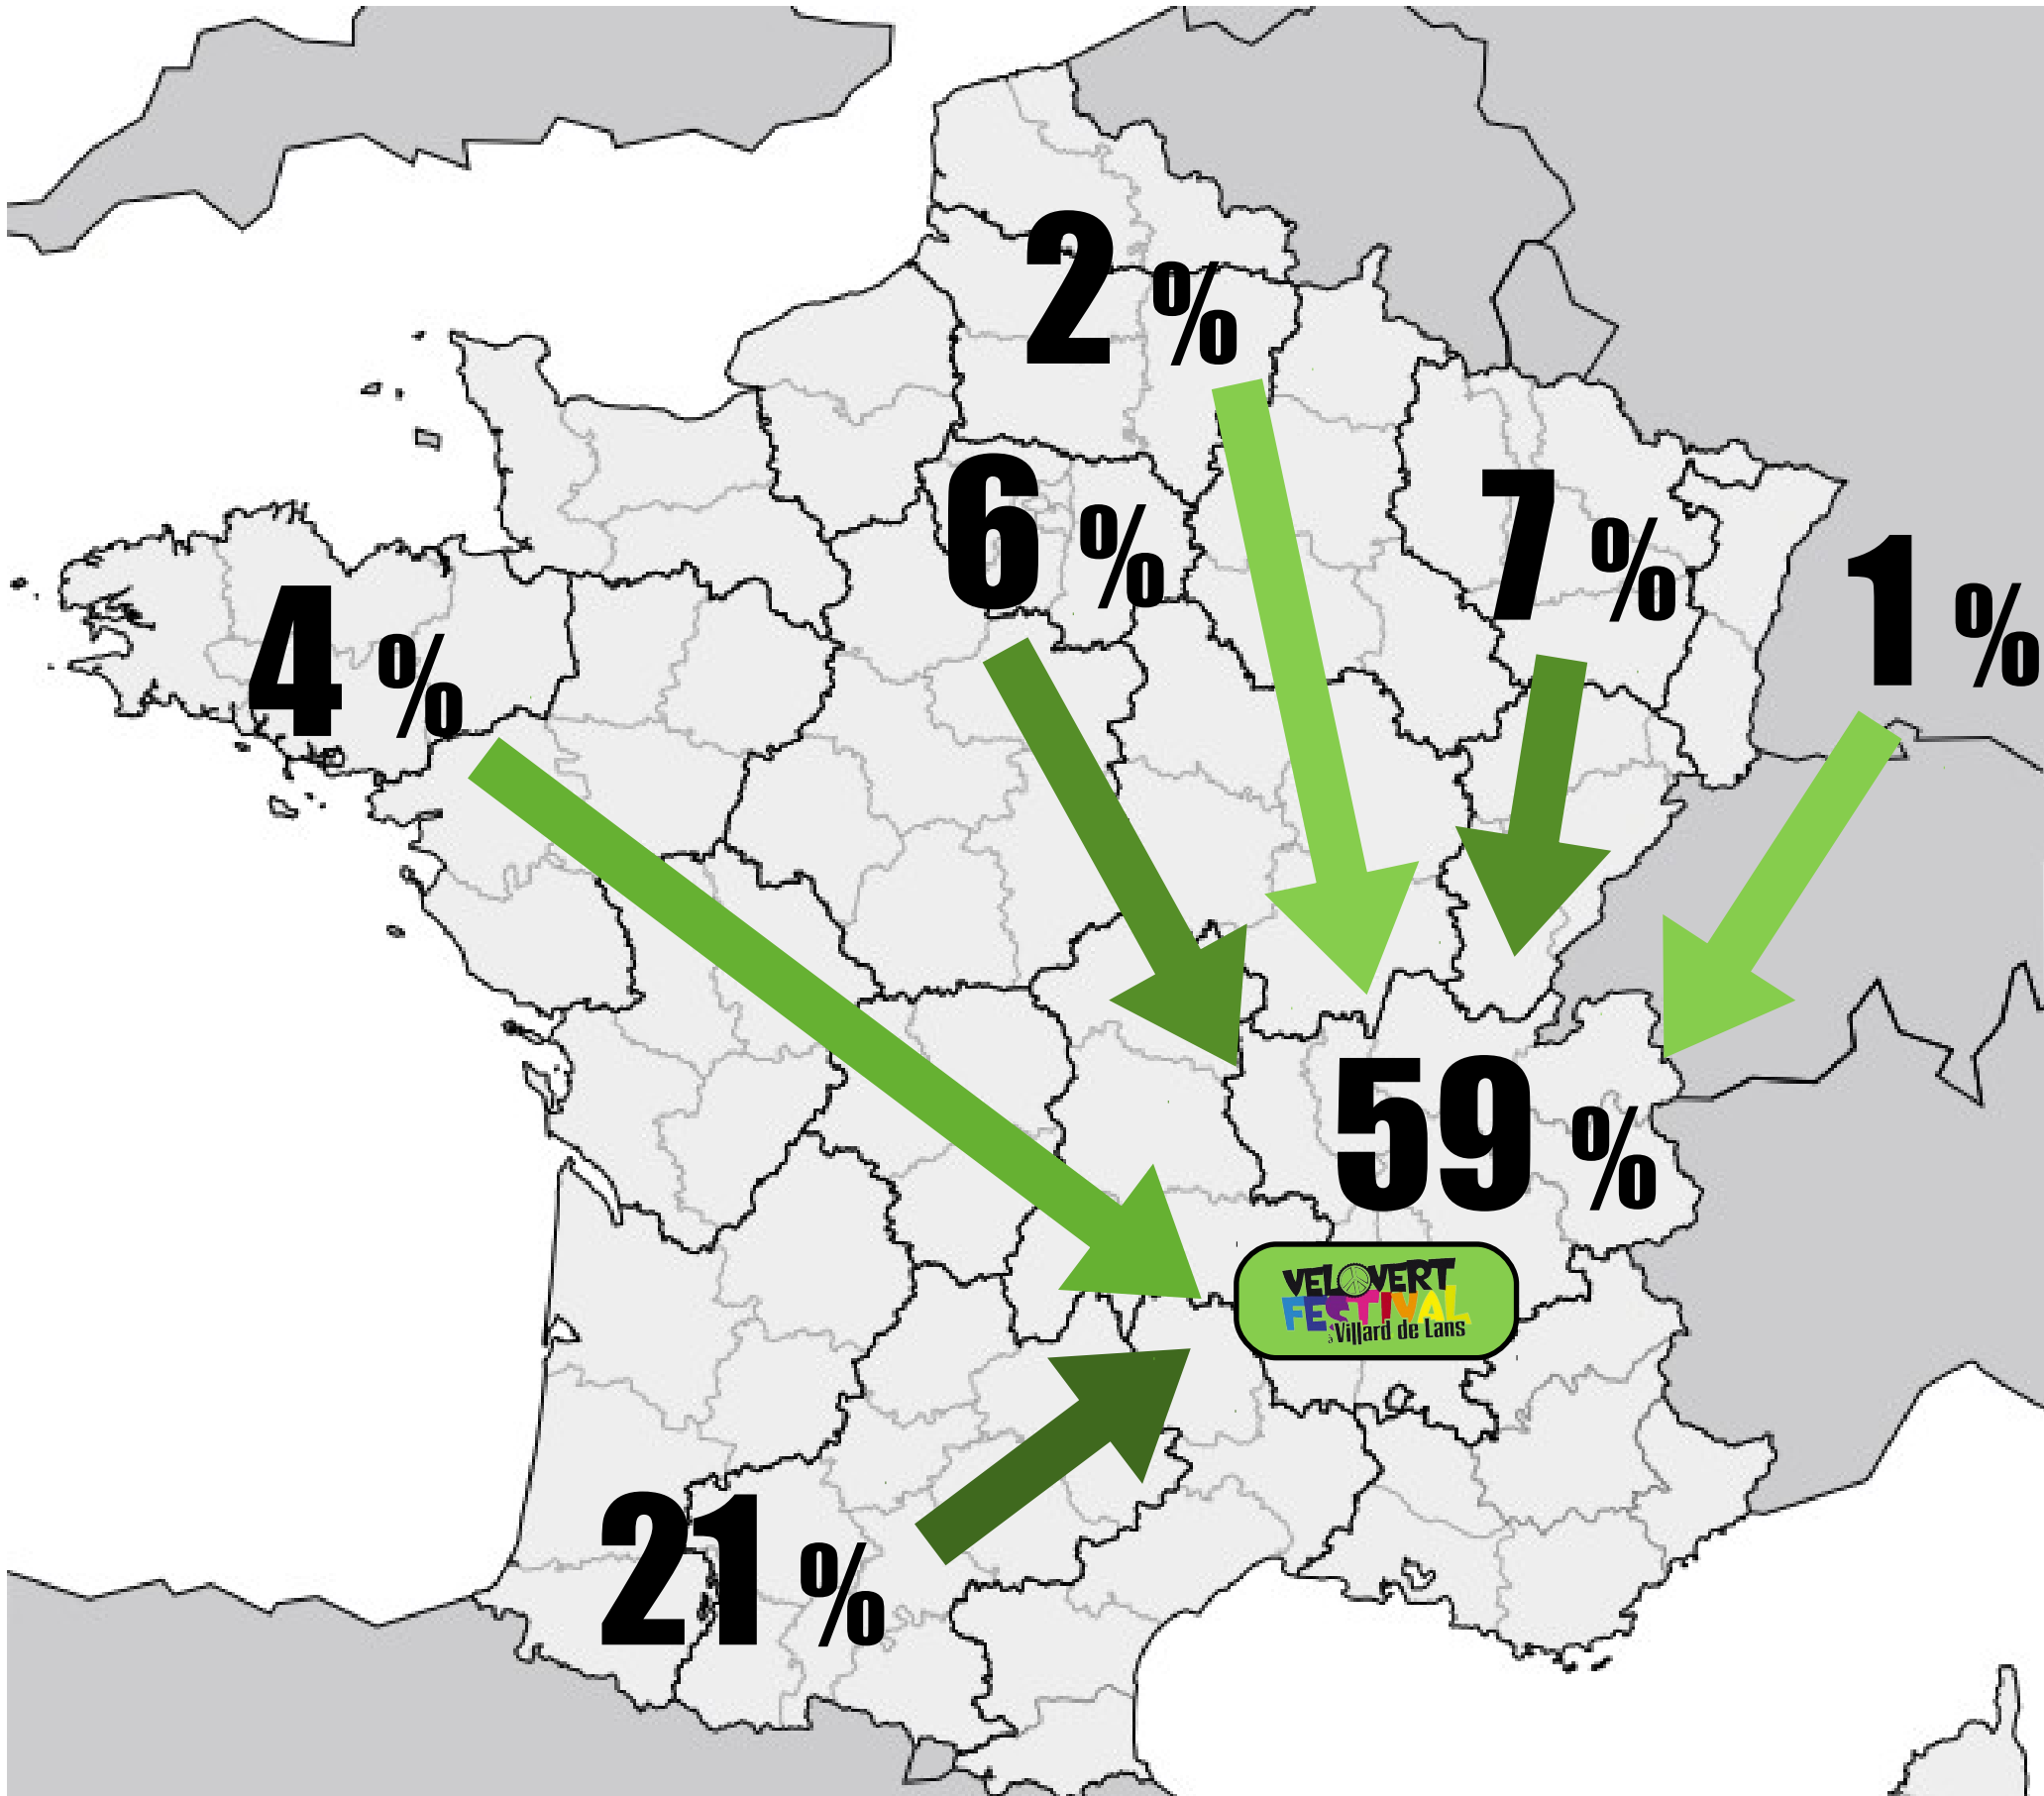 2 %
6 %
7 %
1 %
4 %
59 %
VELOVERT
FESTIVAL
Villard de Lans
21 %